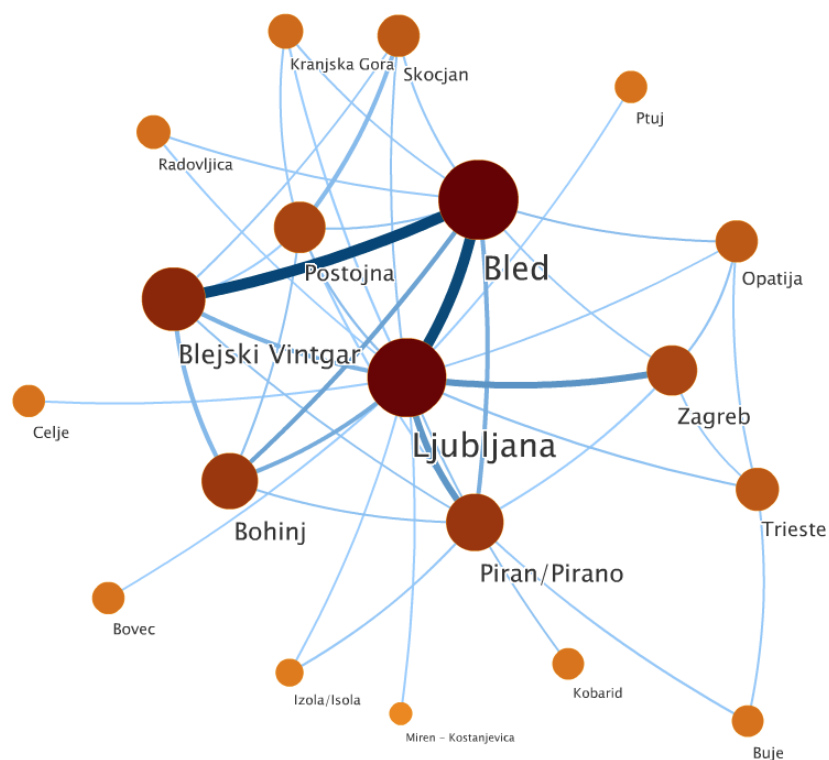 Kranjska Gora
Skocjan
Ptuj
Radovljica
Bled
Postojna
Opatija
Blejski Vintgar
Zagreb
Celje
Ljubljana
Bohinj
Trieste
Piran/Pirano
Bovec
Izola/Isola
Kobarid
Miren - Kostanjevica
Buje